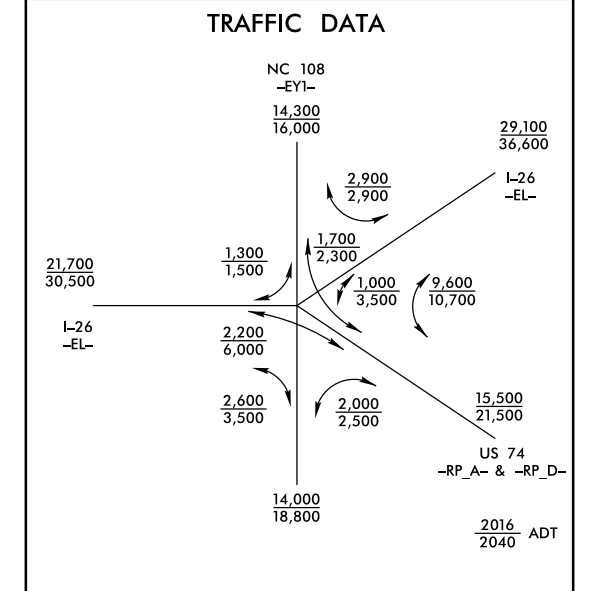 TRAFFIC DATA
NC 108
–EY1–
14,300
16,000
29,100
36,600
I–26
–EL–
2,900
2,900
1,700
2,300
1,300
1,500
21,700
30,500
I–26
–EL–
1,000
3,500
9,600
10,700
2,200
6,000
2,600
3,500
2,000
2,500
15,500
21,500
US 74
–RP_A– & –RP_D–
14,000
18,800
2016
2040 ADT